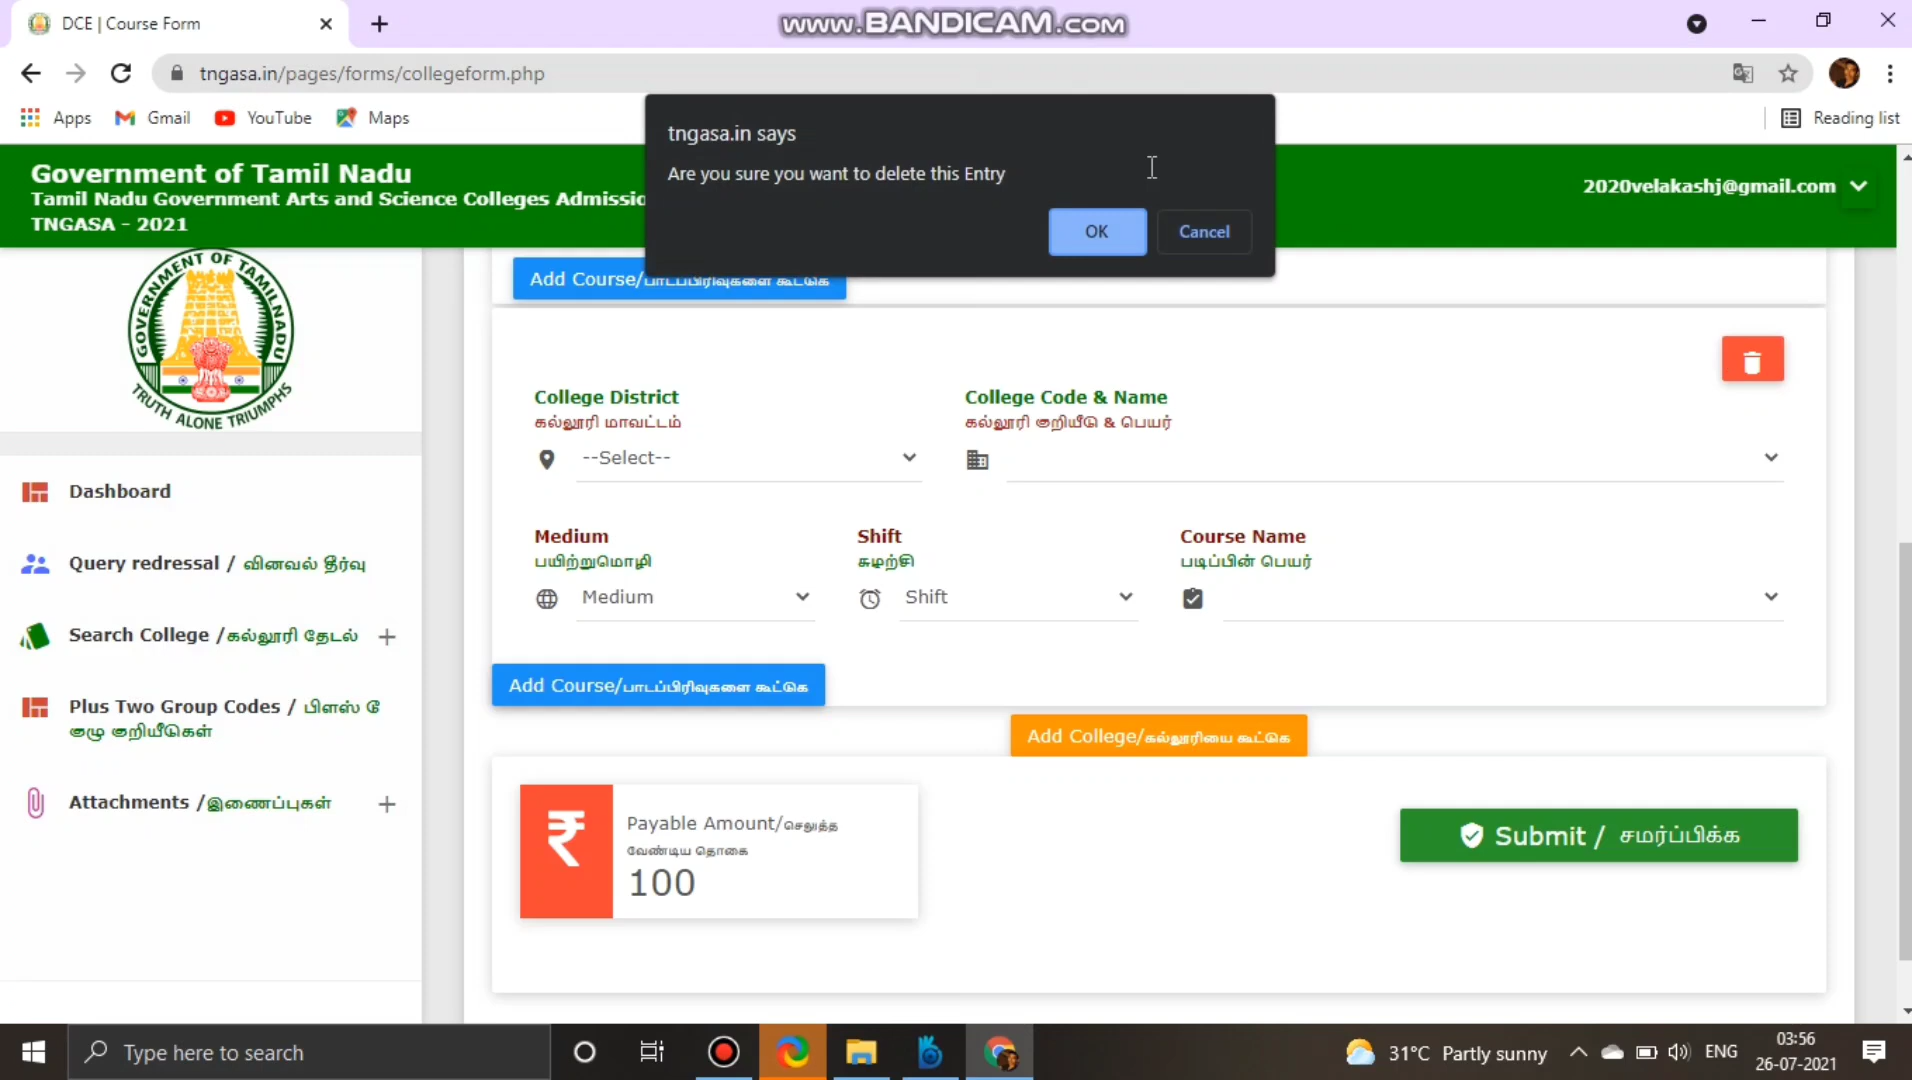 DCE | Course Form
www.BANDICAM.com
tngasa.in/pages/forms/collegeform.php
Apps
Gmail
YouTube
Maps
Reading list
tngasa.in says
Are you sure you want to delete this Entry
OK
Cancel
Government of Tamil Nadu
Tamil Nadu Government Arts and Science Colleges Admissio
TNGASA - 2021
2020velakashj@gmail.com
GOVERNMENT OF TAMILNADU
TRUTH ALONE TRIUMPHS
Dashboard
Query redressal / வினவல் தீர்வு
Search College /கல்லூரி தேடல்
Plus Two Group Codes / பிளஸ் டூ
குழு குறியீடுகள்
Attachments /இணைப்புகள்
Add Course/பாடப்பிரிவுகளை கூட்டுக
College District
கல்லூரி மாவட்டம்
--Select--
College Code & Name
கல்லூரி குறியீடு & பெயர்
Medium
பயிற்றுமொழி
Medium
Shift
சுழற்சி
Shift
Course Name
படிப்பின் பெயர்
Add Course/பாடப்பிரிவுகளை கூட்டுக
Add College/கல்லூரியை கூட்டுக
Payable Amount/செலுத்த
வேண்டிய தொகை
100
Submit / சமர்ப்பிக்க
Type here to search
31°C Partly sunny
ENG
03:56
26-07-2021